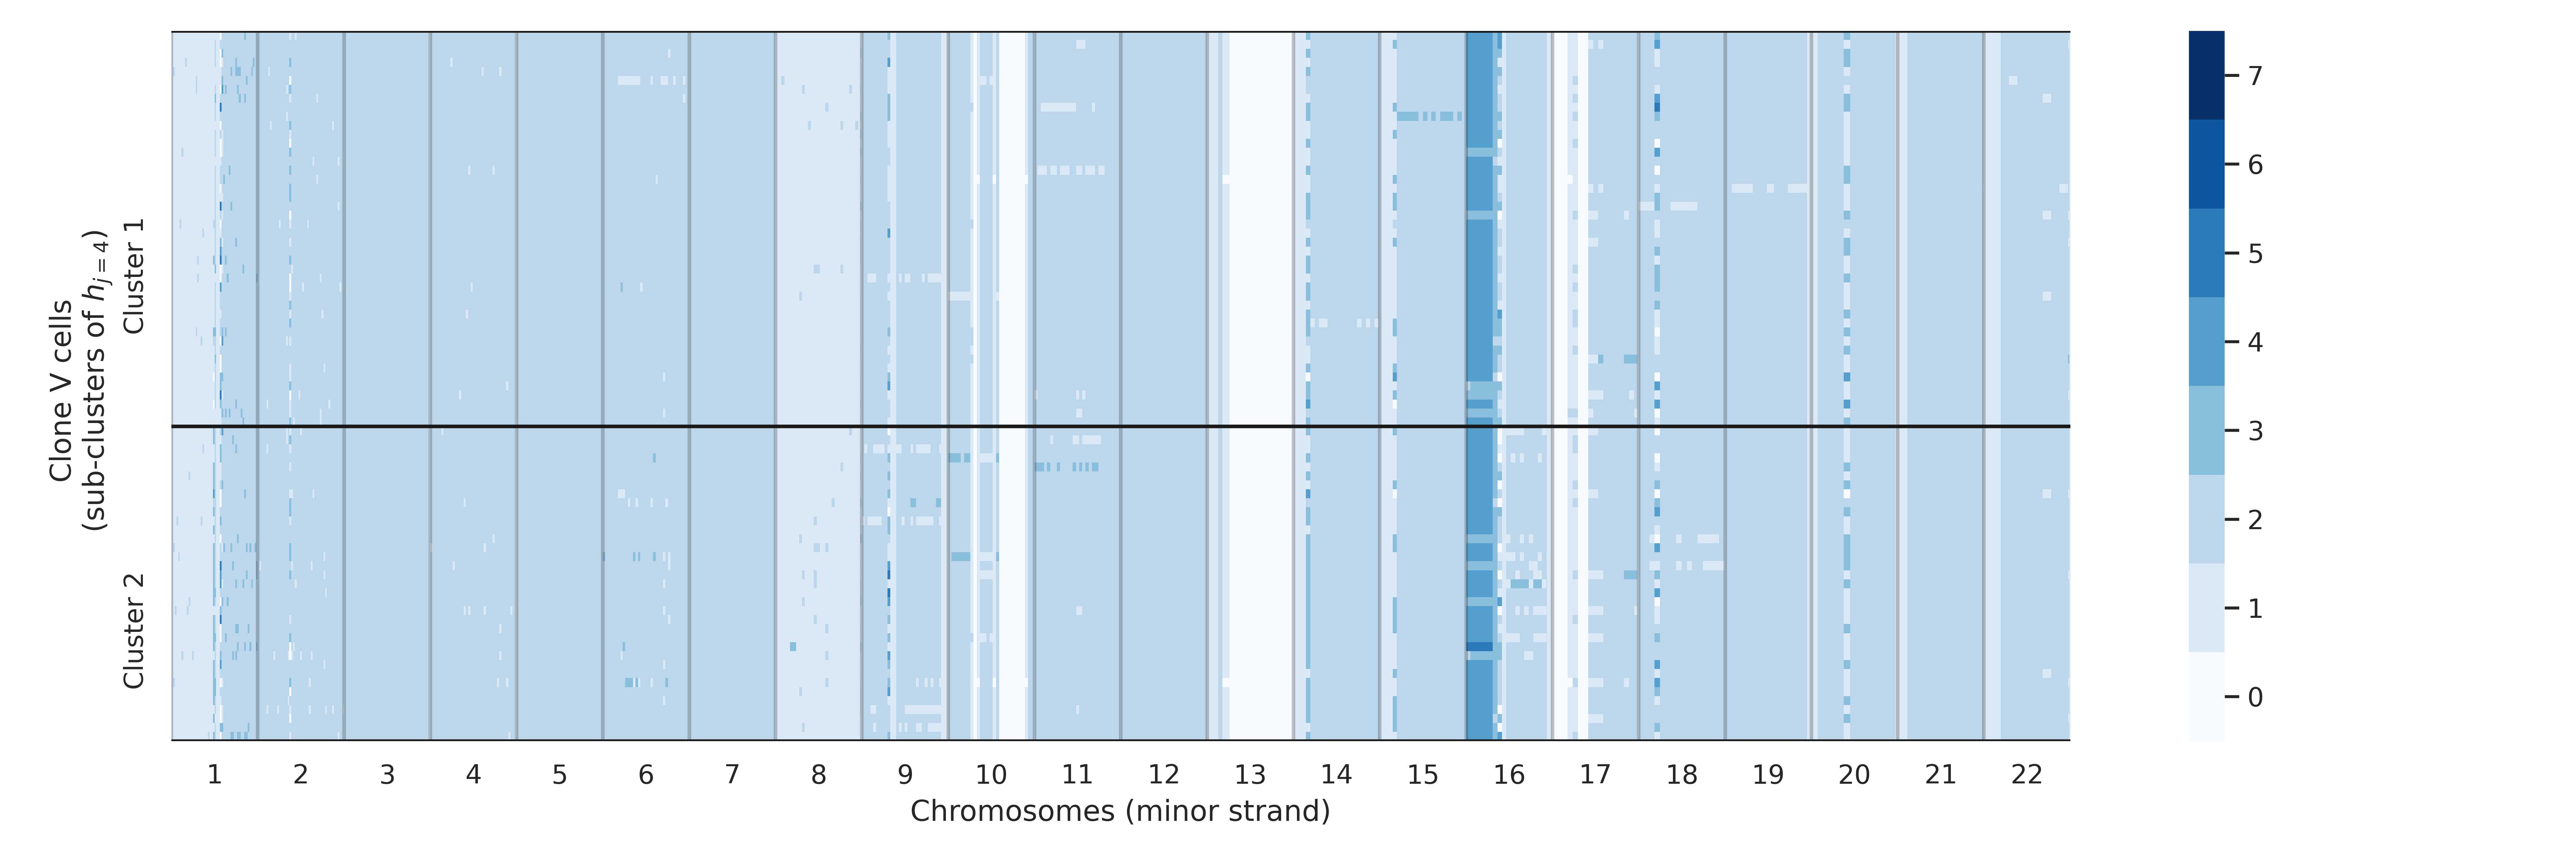 Clone V cells
(sub-clusters of h_{j=4})
Cluster 1
Cluster 2
1 2 3 4 5 6 7 8 9 10 11 12 13 14 15 16 17 18 19 20 21 22
Chromosomes (minor strand)
7
6
5
4
3
2
1
0